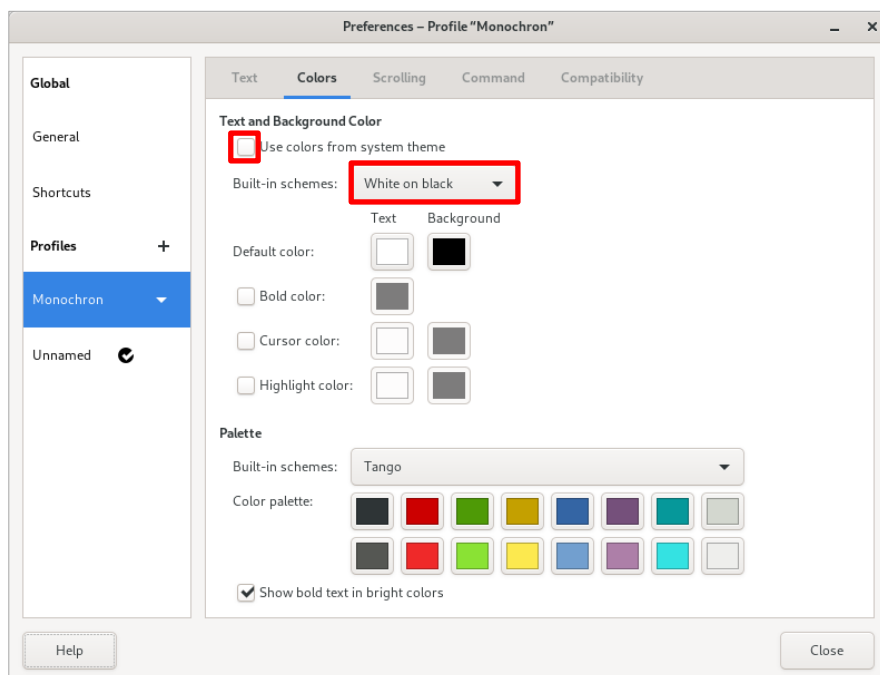 Preferences – Profile “Monochron”
Global
General
Shortcuts
Profiles +
Monochron
Unnamed
Text Colors Scrolling Command Compatibility
Text and Background Color
Use colors from system theme
Built-in schemes: White on black
Text Background
Default color:
Bold color:
Cursor color:
Highlight color:
Palette
Built-in schemes: Tango
Color palette:
Show bold text in bright colors
Help Close